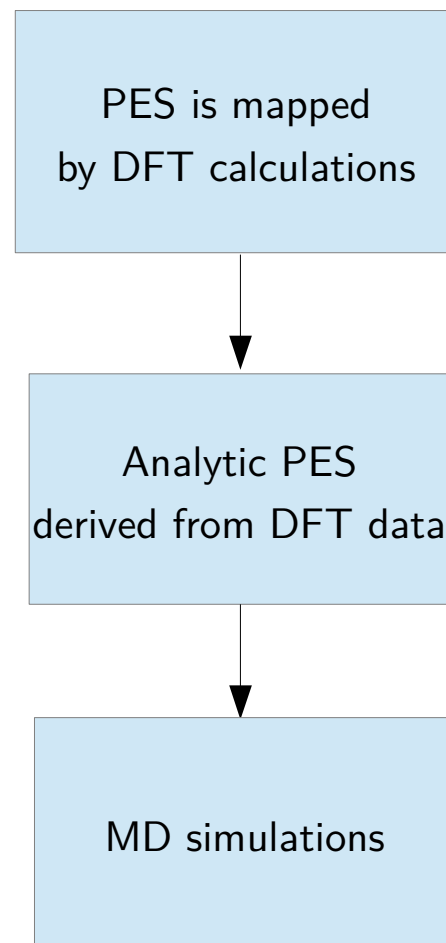 PES is mapped
by DFT calculations
Analytic PES
derived from DFT data
MD simulations